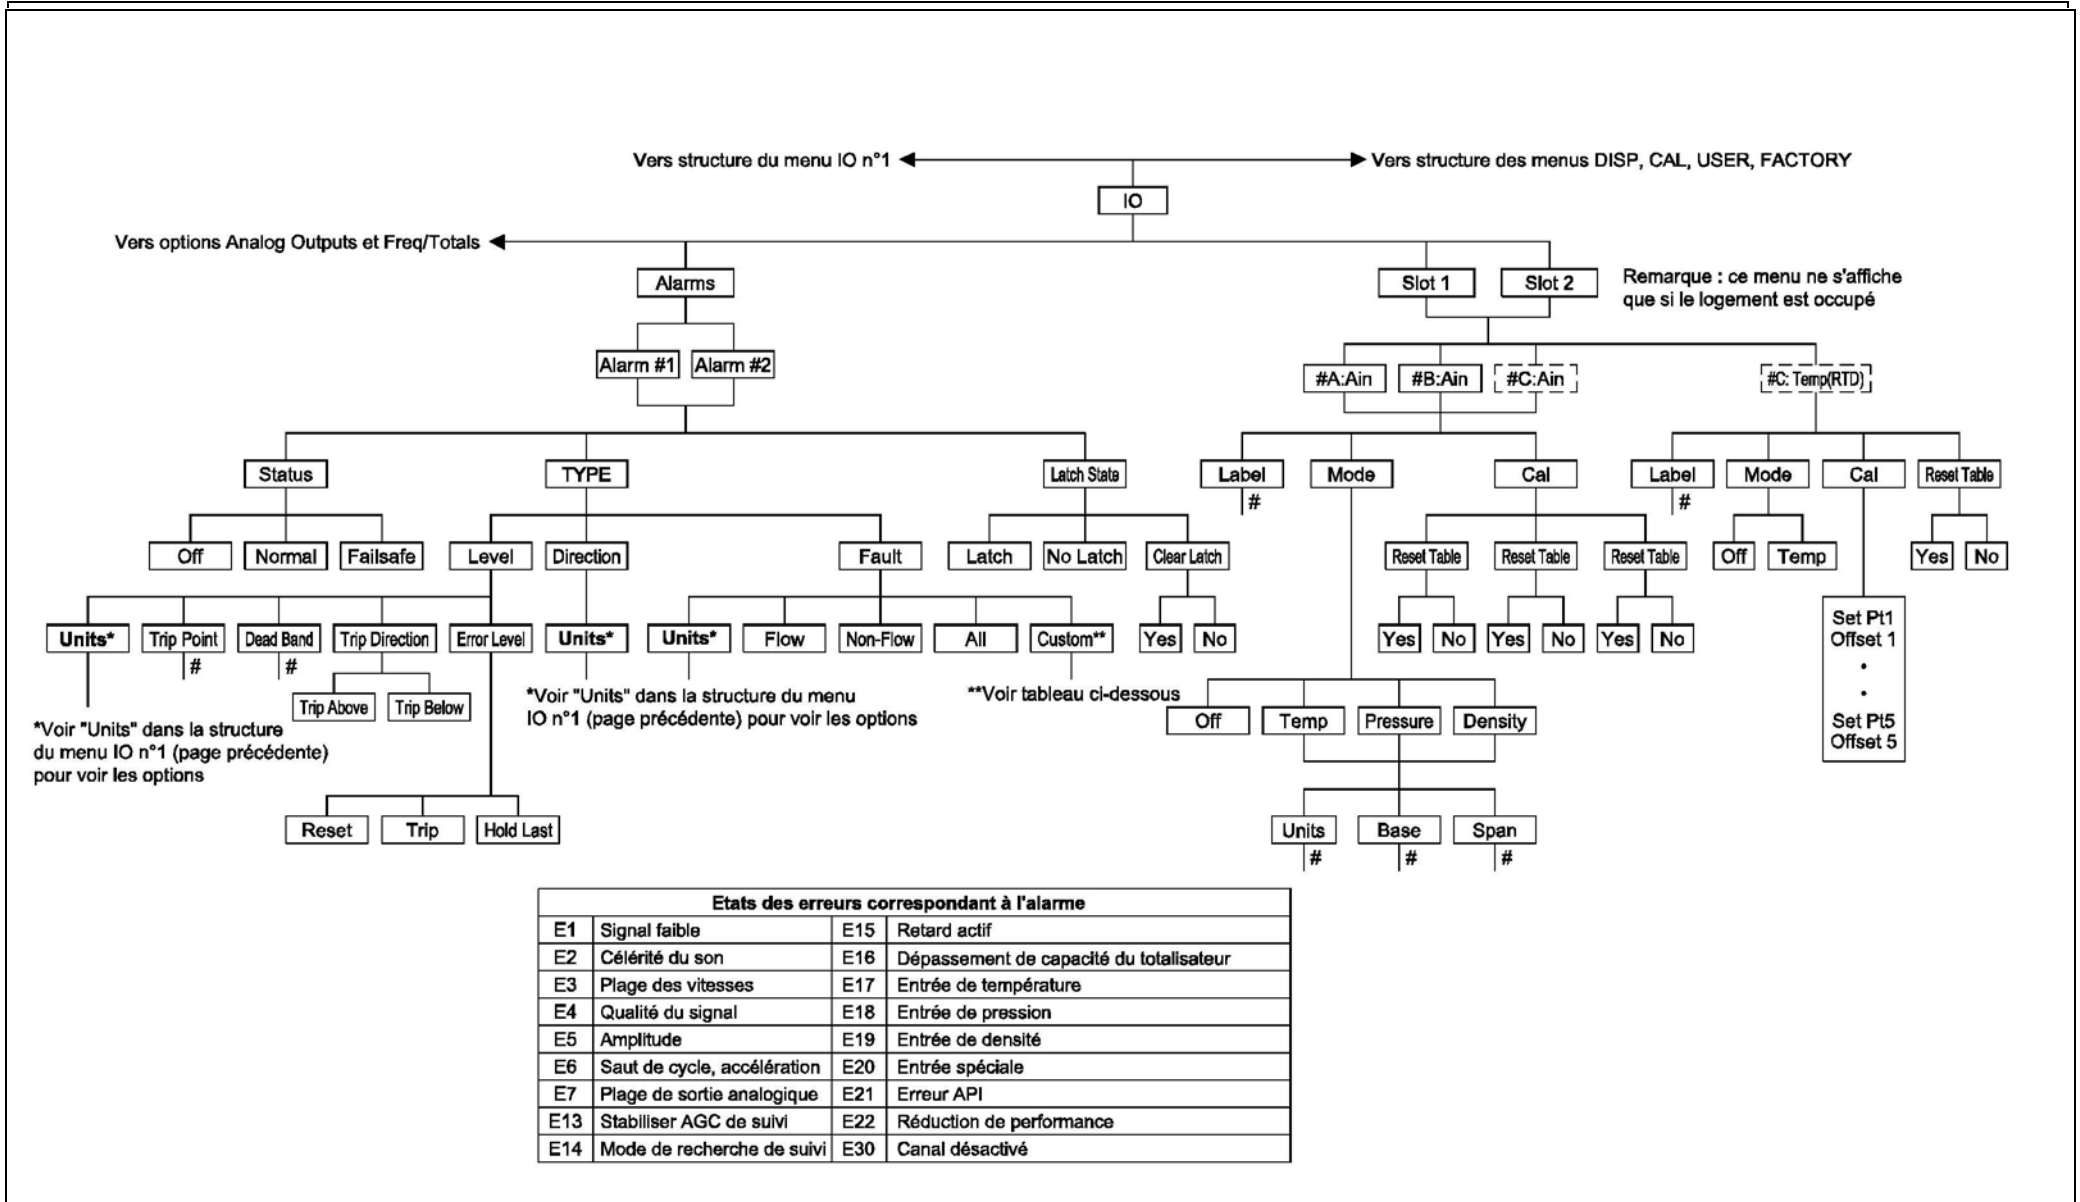 Vers structure du menu IO n°1
Vers structure des menus DISP, CAL, USER, FACTORY
IO
Vers options Analog Outputs et Freq/Totals
Alarms
Slot 1
Slot 2
Remarque : ce menu ne s'affiche
que si le logement est occupé
Alarm #1
Alarm #2
#A:Ain
#B:Ain
#C:Ain
#C: Temp(RTD)
Status
TYPE
Latch State
Label
#
Mode
Cal
Label
#
Mode
Cal
Reset Table
Off
Normal
Failsafe
Level
Direction
Fault
Latch
No Latch
Clear Latch
Reset Table
Reset Table
Reset Table
Off
Temp
Yes
No
Units*
Trip Point
#
Dead Band
#
Trip Direction
Error Level
Units*
Units*
Flow
Non-Flow
All
Custom**
Yes
No
Yes
No
Yes
No
Yes
No
Set Pt1
Offset 1
•
•
Set Pt5
Offset 5
Trip Above
Trip Below
*Voir "Units" dans la structure
du menu IO n°1 (page précédente)
pour voir les options
*Voir "Units" dans la structure du menu
IO n°1 (page précédente) pour voir les options
**Voir tableau ci-dessous
Off
Temp
Pressure
Density
Reset
Trip
Hold Last
Units
#
Base
#
Span
#
Etats des erreurs correspondant à l'alarme
E1 Signal faible E15 Retard actif
E2 Célérité du son E16 Dépassement de capacité du totalisateur
E3 Plage des vitesses E17 Entrée de température
E4 Qualité du signal E18 Entrée de pression
E5 Amplitude E19 Entrée de densité
E6 Saut de cycle, accélération E20 Entrée spéciale
E7 Plage de sortie analogique E21 Erreur API
E13 Stabiliser AGC de suivi E22 Réduction de performance
E14 Mode de recherche de suivi E30 Canal désactivé